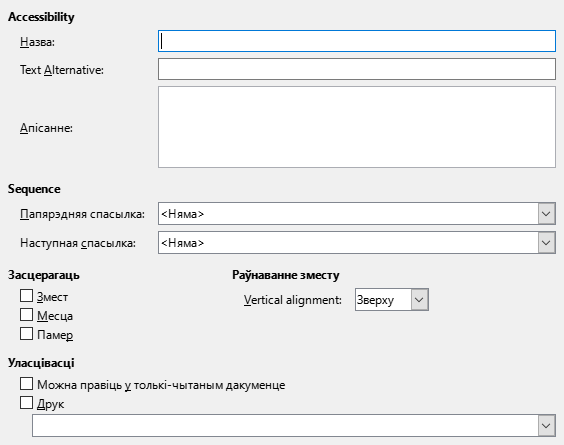 Accessibility
Назва:
Text Alternative:
Апісанне:
Sequence
Папярэдняя спасылка: <Няма>
Наступная спасылка: <Няма>
Засцерагаць Раўнаванне зместу
Змест Vertical alignment: Зверху
Месца
Памер
Уласцівасці
Можна правіць у толькі-чытаным дакуменце
Друк